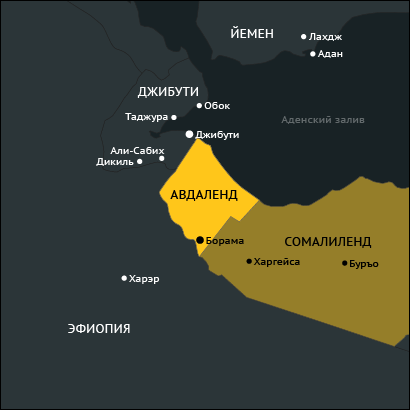 ЙЕМЕН
Лахдж
Адан
ДЖИБУТИ
Обок
Таджура
Аденский залив
Джибути
Али-Сабих
Дикиль
АВДАЛЕНД
Борама
СОМАЛИЛЕНД
Харгейса
Буръо
Харэр
ЭФИОПИЯ